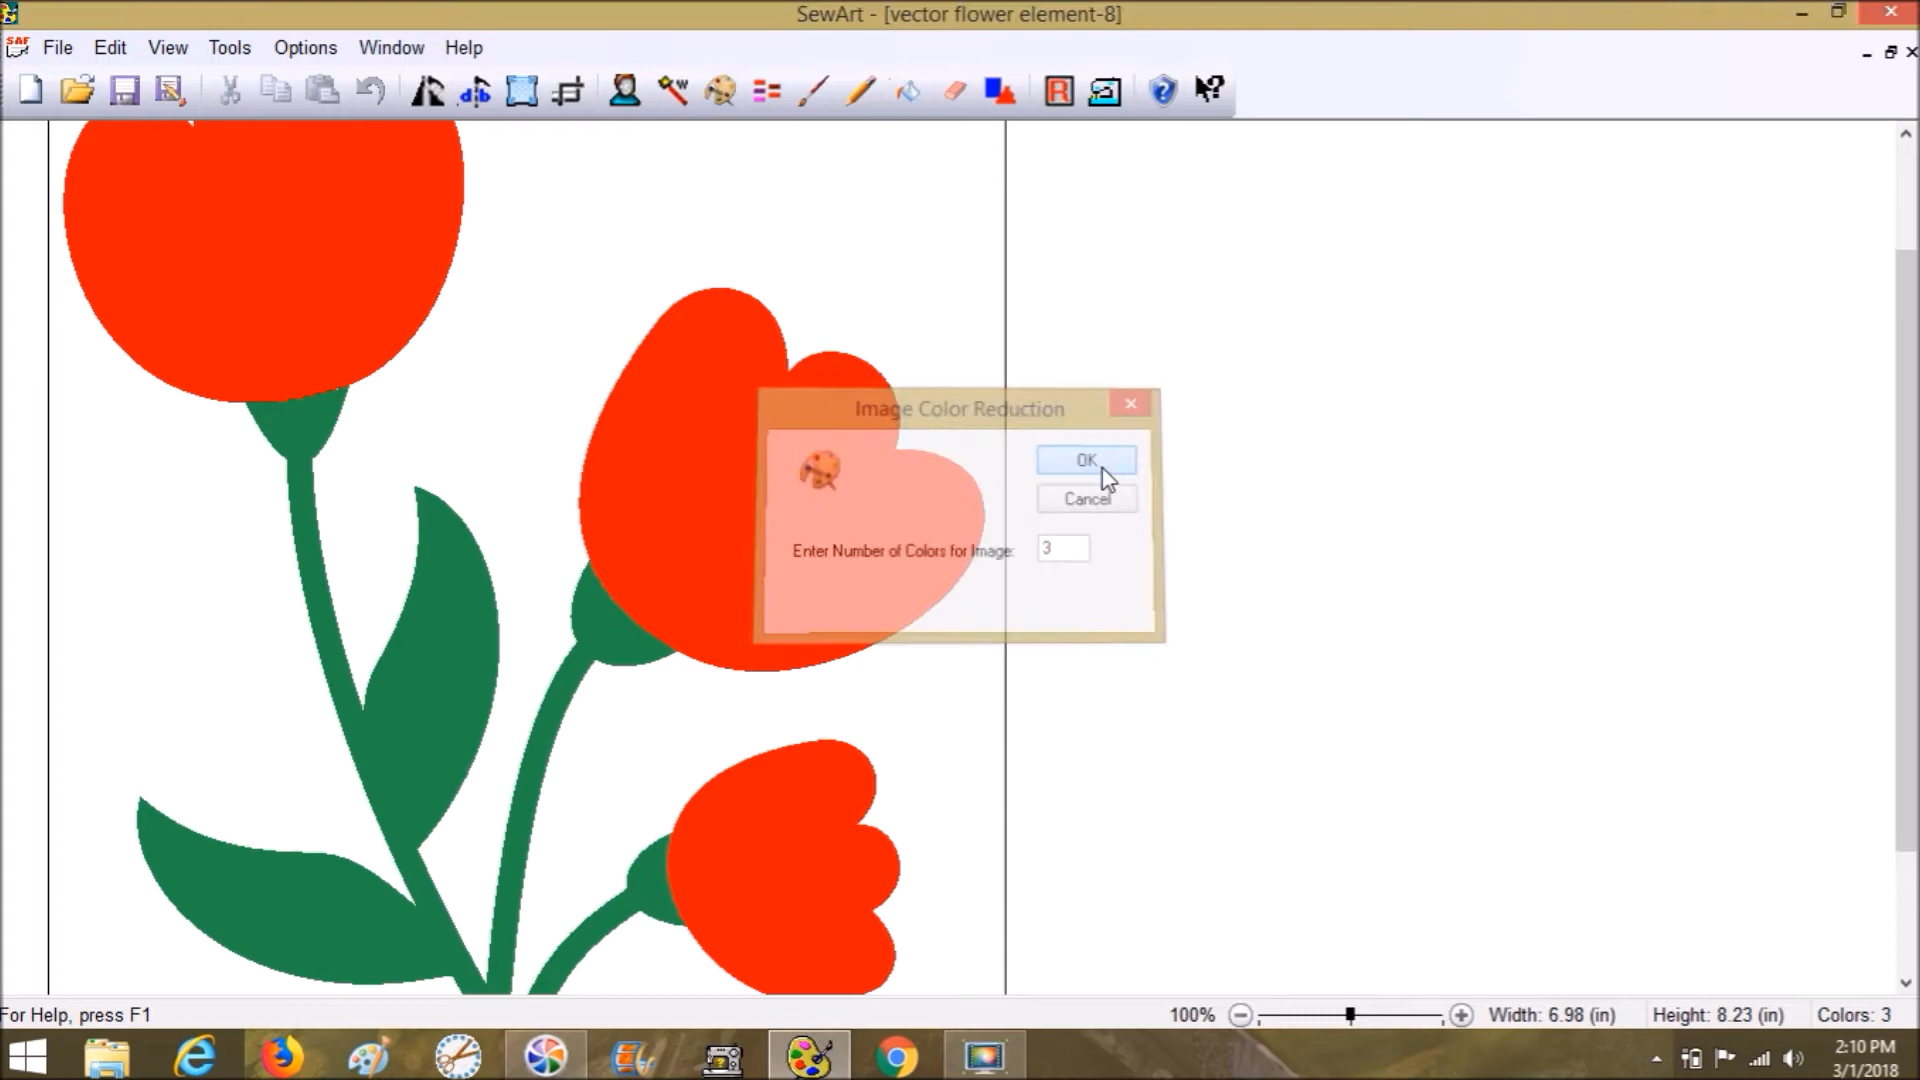 SewArt - [vector flower element-8]
SAF File Edit View Tools Options Window Help
W
R
Image Color Reduction
OK
Cancel
Enter Number of Colors for Image: 3
For Help, press F1 100% Width: 6.98 (in) Height: 8.23 (in) Colors: 3
2:10 PM
3/1/2018